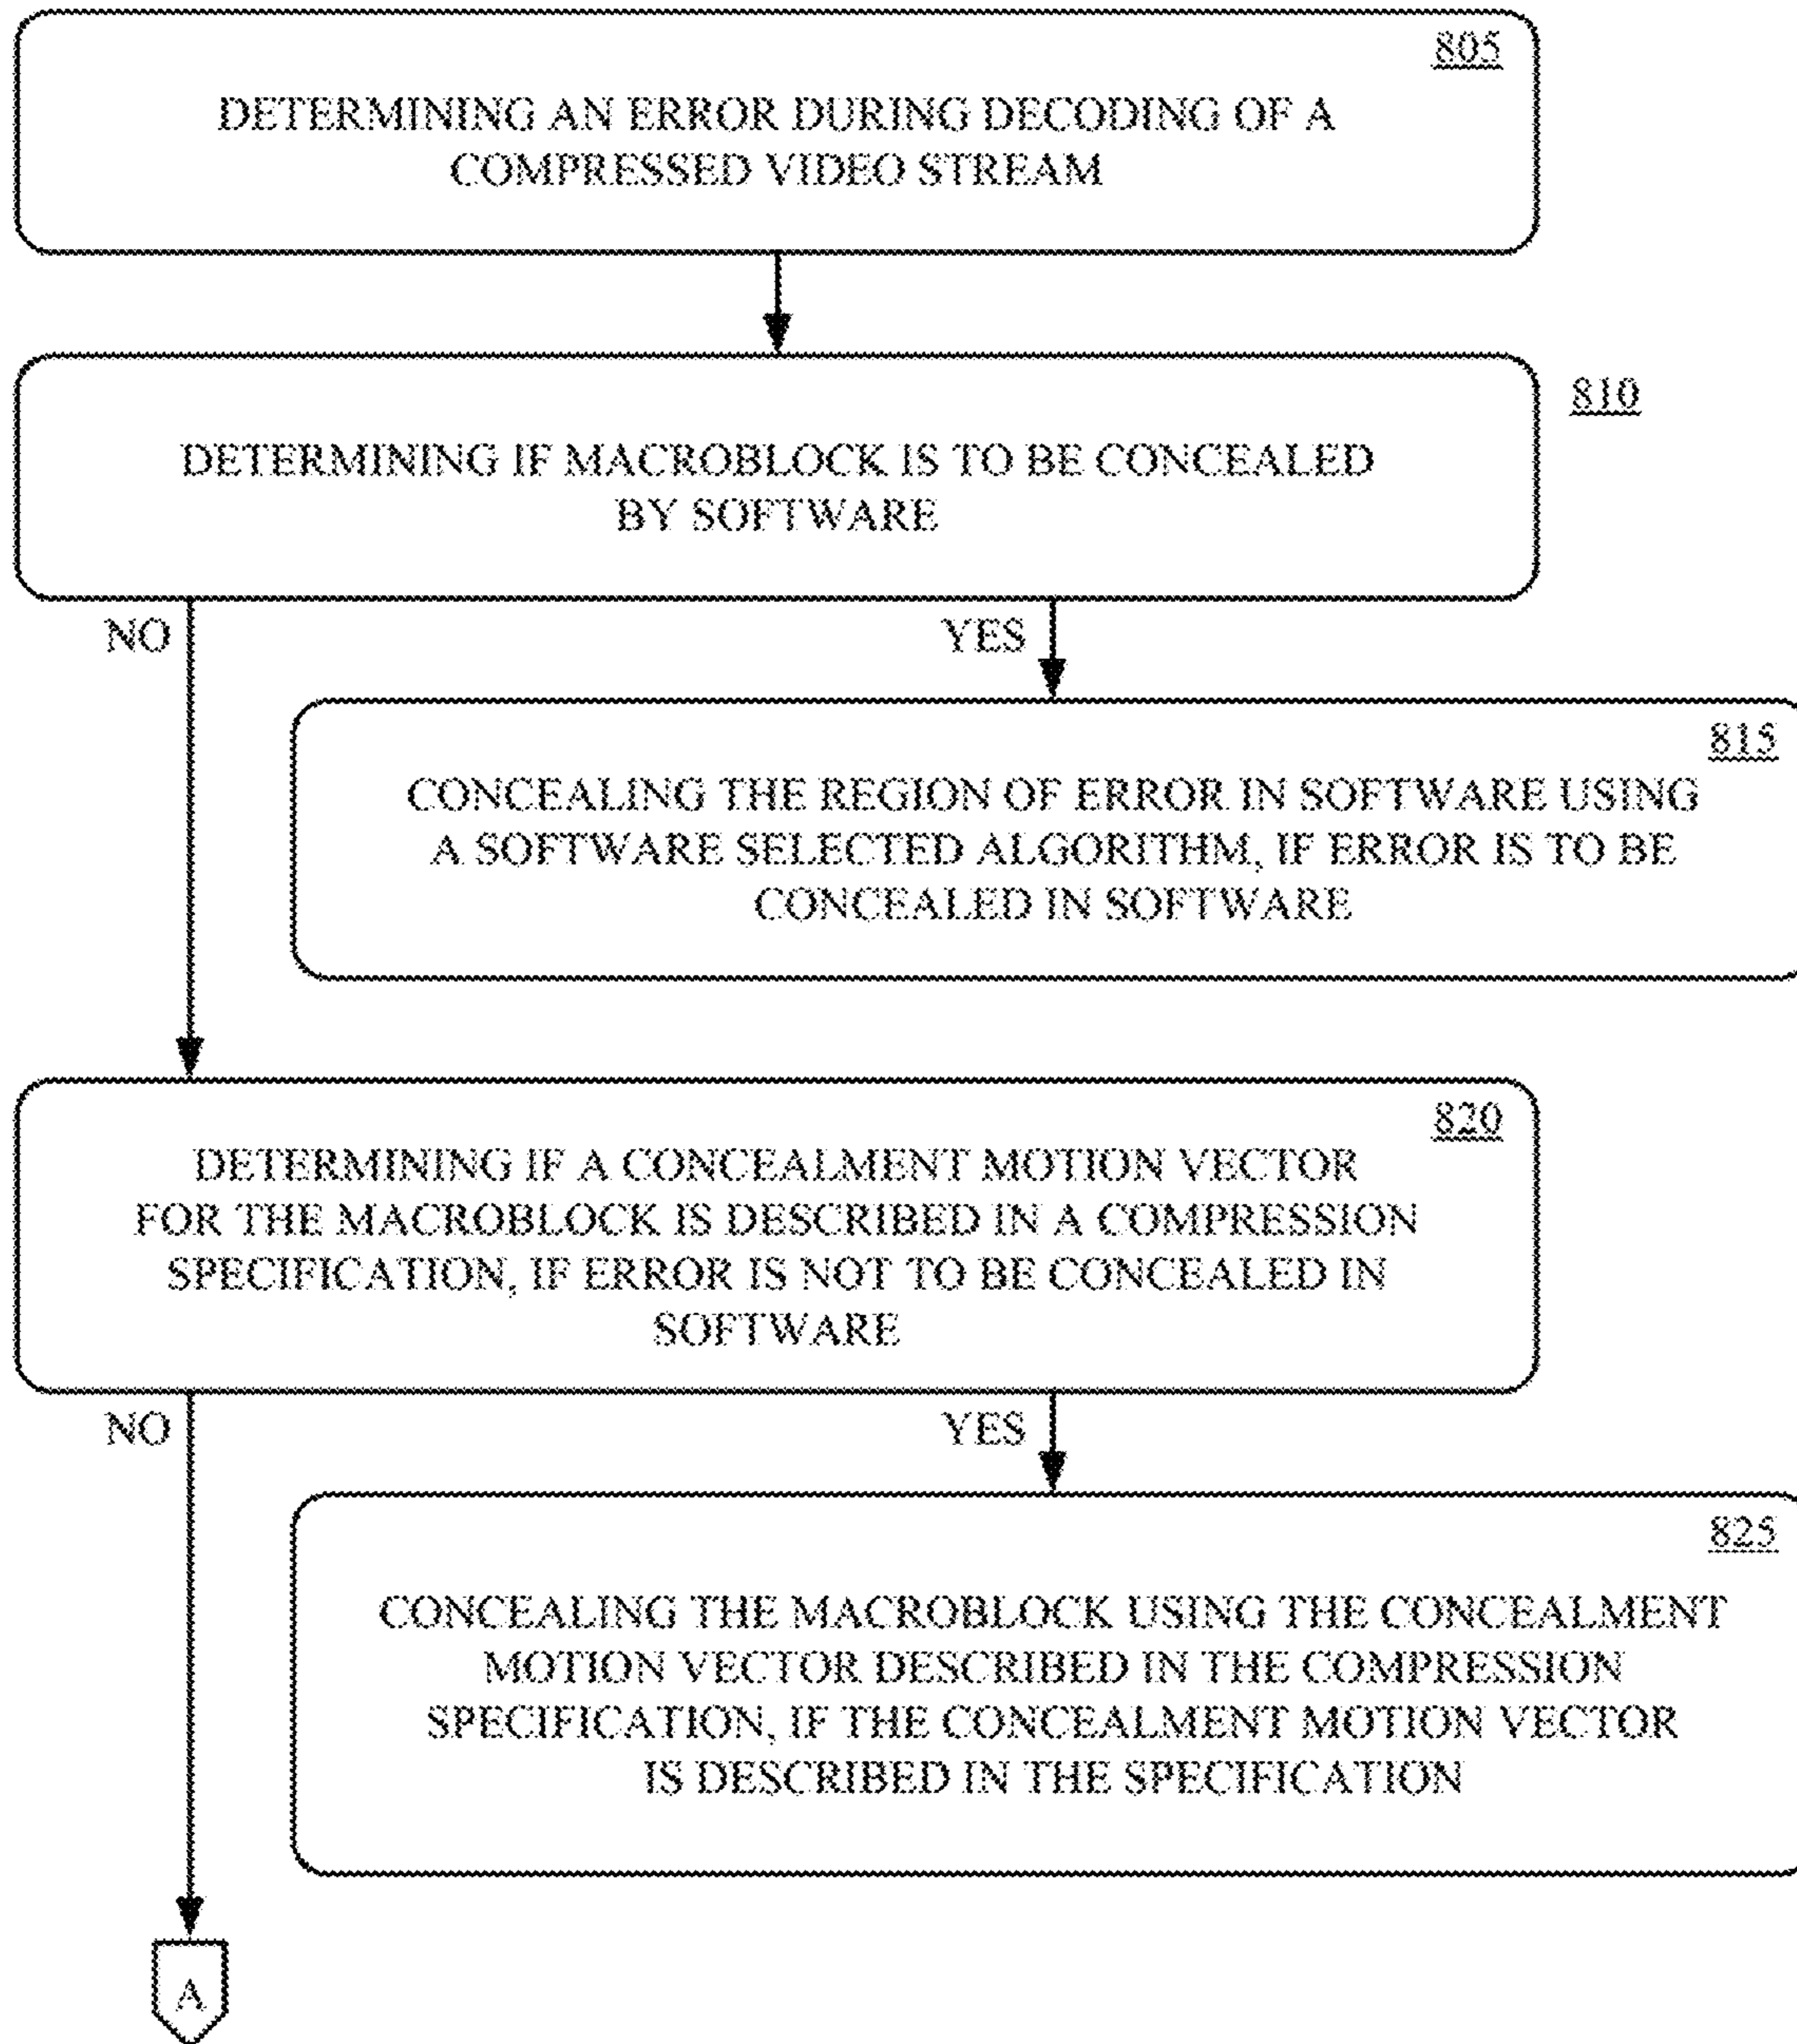 805
DETERMINING AN ERROR DURING DECODING OF A
COMPRESSED VIDEO STREAM
810
DETERMINING IF MACROBLOCK IS TO BE CONCEALED
BY SOFTWARE
NO
YES
815
CONCEALING THE REGION OF ERROR IN SOFTWARE USING
A SOFTWARE SELECTED ALGORITHM, IF ERROR IS TO BE
CONCEALED IN SOFTWARE
820
DETERMINING IF A CONCEALMENT MOTION VECTOR
FOR THE MACROBLOCK IS DESCRIBED IN A COMPRESSION
SPECIFICATION, IF ERROR IS NOT TO BE CONCEALED IN
SOFTWARE
NO
YES
825
CONCEALING THE MACROBLOCK USING THE CONCEALMENT
MOTION VECTOR DESCRIBED IN THE COMPRESSION
SPECIFICATION, IF THE CONCEALMENT MOTION VECTOR
IS DESCRIBED IN THE SPECIFICATION
A